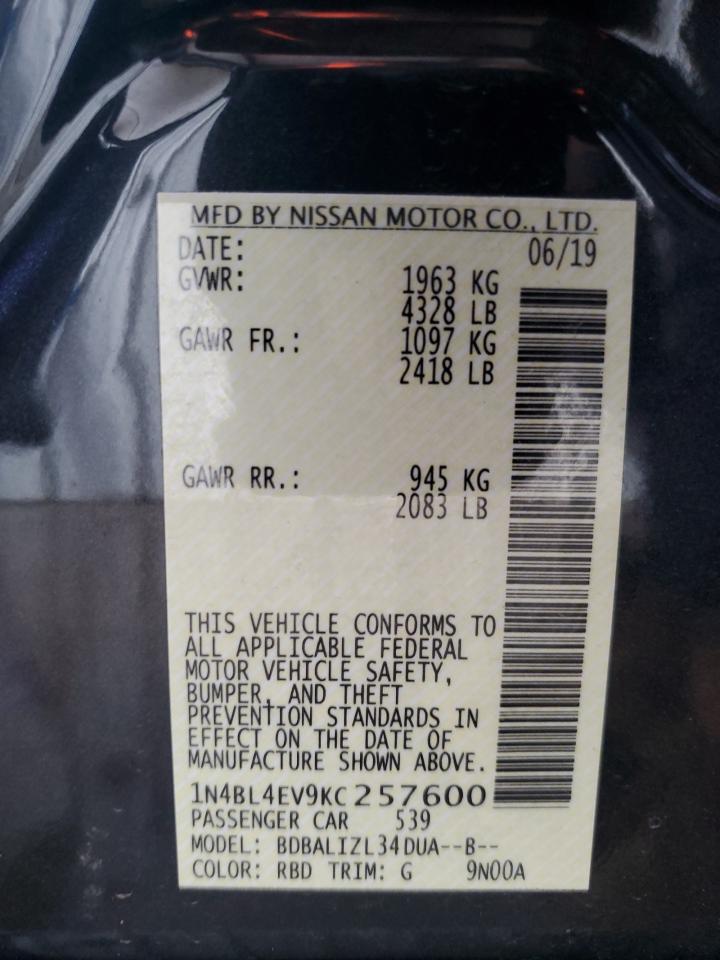 MFD BY NISSAN MOTOR CO., LTD.
DATE: 06/19
GVWR: 1963 KG
4328 LB
GAWR FR.: 1097 KG
2418 LB
GAWR RR.: 945 KG
2083 LB
THIS VEHICLE CONFORMS TO
ALL APPLICABLE FEDERAL
MOTOR VEHICLE SAFETY,
BUMPER, AND THEFT
PREVENTION STANDARDS IN
EFFECT ON THE DATE OF
MANUFACTURE SHOWN ABOVE.
1N4BL4EV9KC257600
PASSENGER CAR 539
MODEL: BDBALIZL34DUA--B--
COLOR: RBD TRIM: G 9N00A